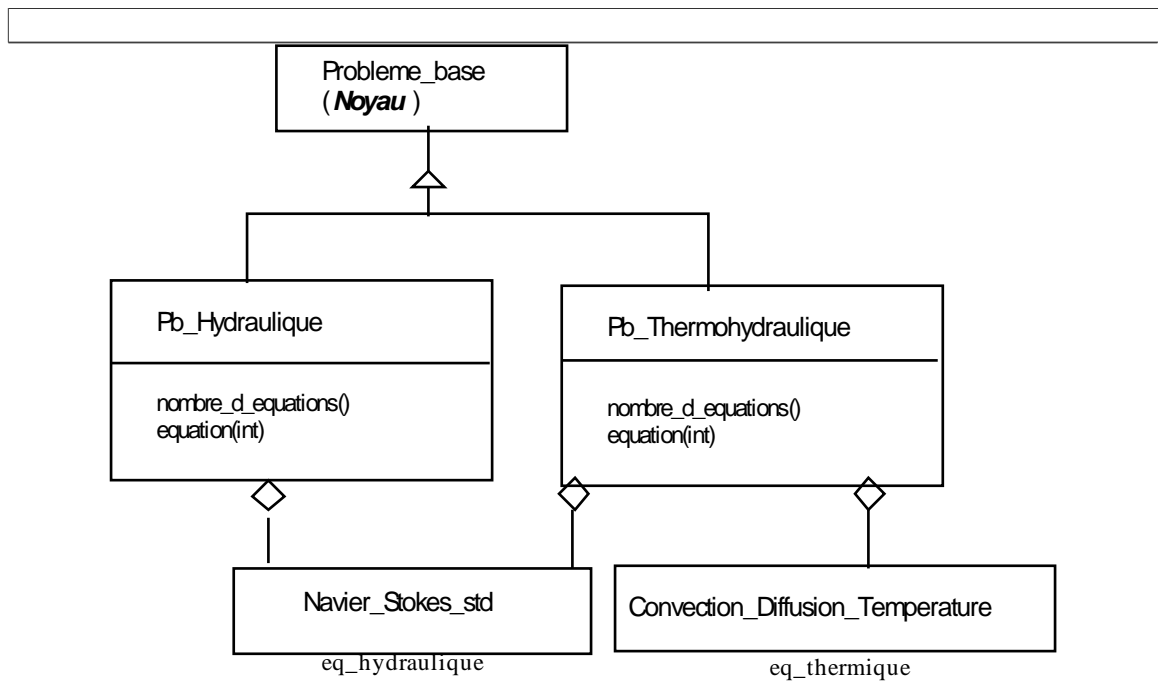 Probleme_base
( Noyau )
Pb_Hydraulique
nombre_d_equations()
equation(int)
Pb_Thermohydraulique
nombre_d_equations()
equation(int)
Navier_Stokes_std
eq_hydraulique
Convection_Diffusion_Temperature
eq_thermique